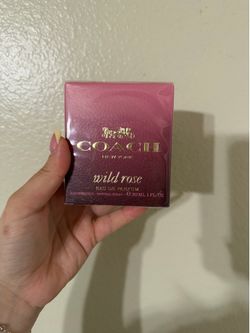 COACH
NEW YORK
wild rose
EAU DE PARFUM